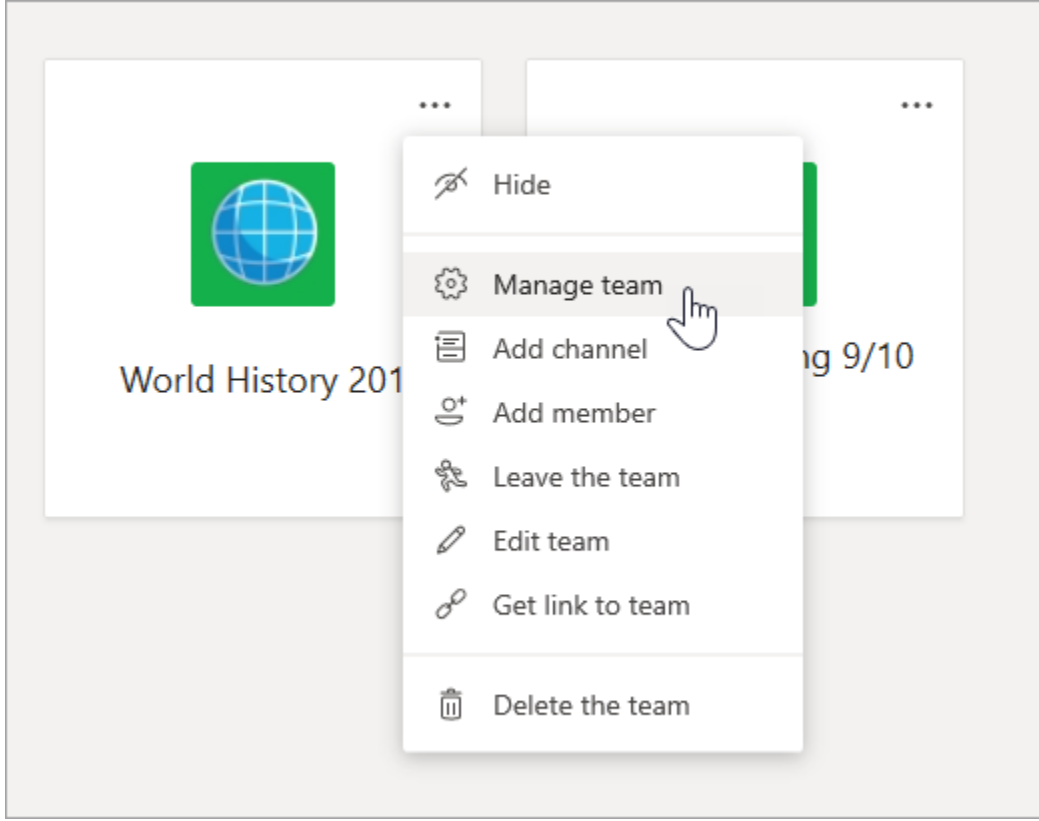 Hide
Manage team
World History 201
Add channel
ng 9/10
Add member
Leave the team
Edit team
Get link to team
Delete the team